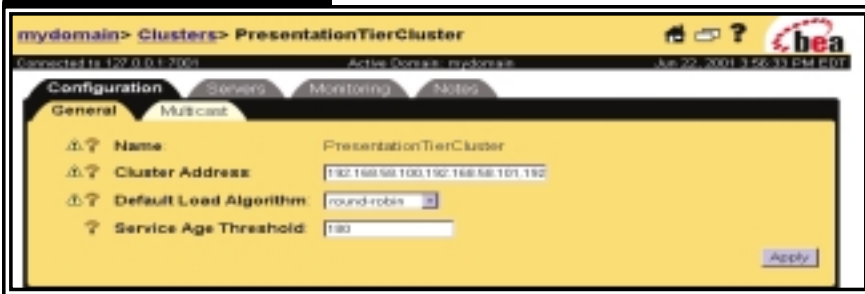 mydomain> Clusters> PresentationTierCluster
? bea
Connected to 127.0.0.1:7001 Active Domain: mydomain Jun 22, 2001 3:56:33 PM EDT
Configuration Servers Monitoring Notes
General Multicast
? Name: PresentationTierCluster
? Cluster Address: 192.168.58.100,192.168.58.101,192
? Default Load Algorithm: round-robin
? Service Age Threshold: 180
Apply